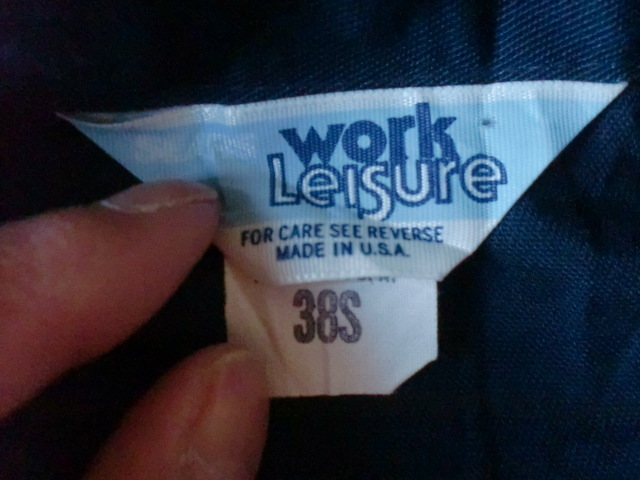 work
Leisure
FOR CARE SEE REVERSE
MADE IN U.S.A.
38S